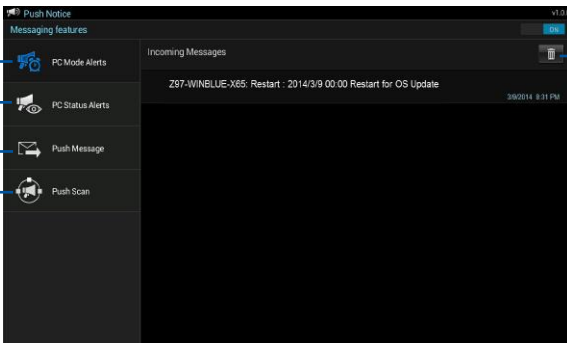 Push Notice
v1.0
Messaging features
ON
PC Mode Alerts
PC Status Alerts
Push Message
Push Scan
Incoming Messages
Z97-WINBLUE-X65: Restart : 2014/3/9 00:00 Restart for OS Update
3/9/2014 8:31 PM